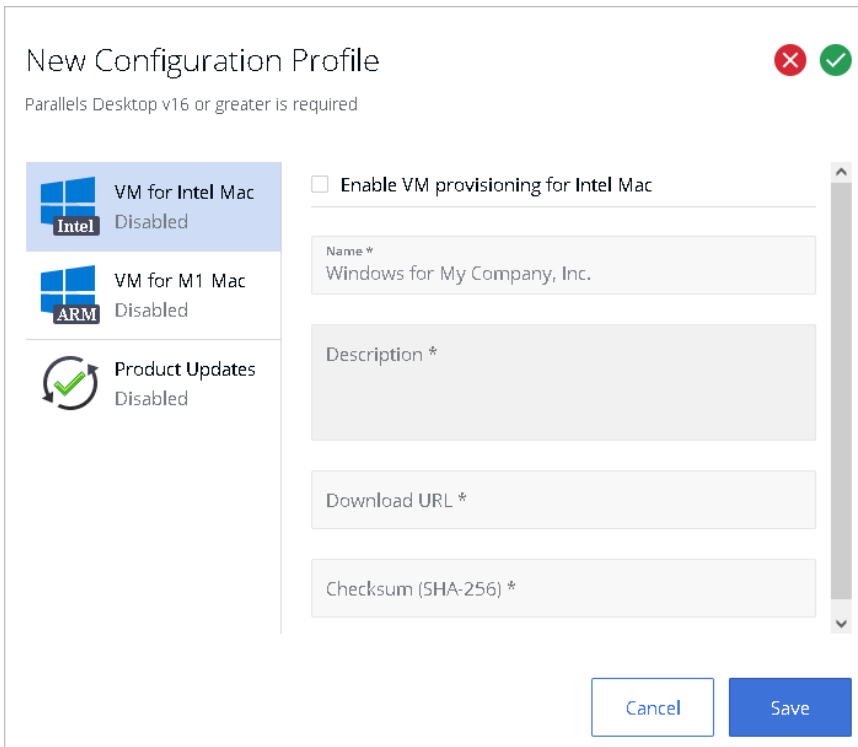 New Configuration Profile
Parallels Desktop v16 or greater is required
VM for Intel Mac
Disabled
Intel
VM for M1 Mac
Disabled
ARM
Product Updates
Disabled
Enable VM provisioning for Intel Mac
Name *
Windows for My Company, Inc.
Description *
Download URL *
Checksum (SHA-256) *
Cancel
Save